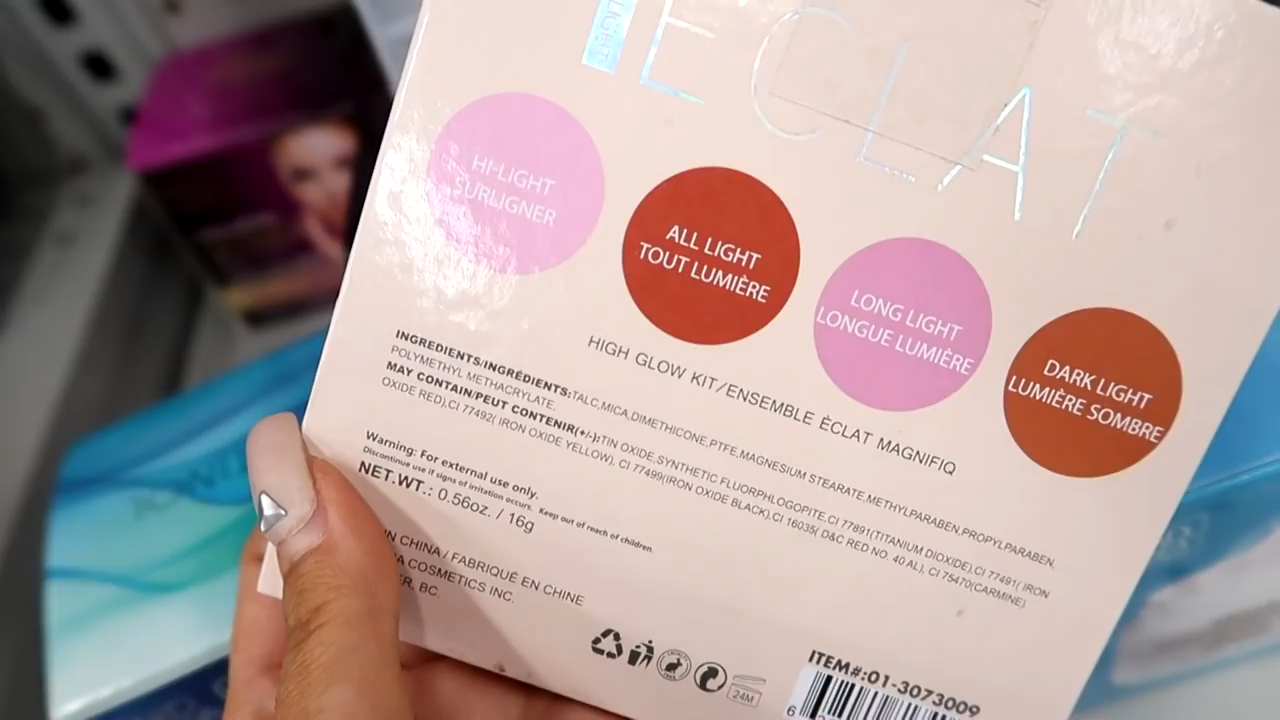 LIGHT
ECLAT
HI-LIGHT
SURLIGNER
ALL LIGHT
TOUT LUMIÈRE
LONG LIGHT
LONGUE LUMIÈRE
DARK LIGHT
LUMIÈRE SOMBRE
HIGH GLOW KIT/ENSEMBLE ÈCLAT MAGNIFIQ
INGREDIENTS/INGRÉDIENTS:TALC,MICA,DIMETHICONE,PTFE,MAGNESIUM STEARATE,METHYLPARABEN,PROPYLPARABEN,
POLYMETHYL METHACRYLATE.
MAY CONTAIN/PEUT CONTENIR(+/-):TIN OXIDE,SYNTHETIC FLUORPHLOGOPITE,CI 77891(TITANIUM DIOXIDE),CI 77491( IRON
OXIDE RED),CI 77492( IRON OXIDE YELLOW), CI 77499(IRON OXIDE BLACK),CI 16035( D&C RED NO. 40 AL), CI 75470(CARMINE).
Warning: For external use only.
Discontinue use if signs of irritation occurs. Keep out of reach of children.
NET.WT.: 0.56oz. / 16g
IN CHINA / FABRIQUÉ EN CHINE
COSMETICS INC.
BC.
24M
ITEM#:01-3073009
6